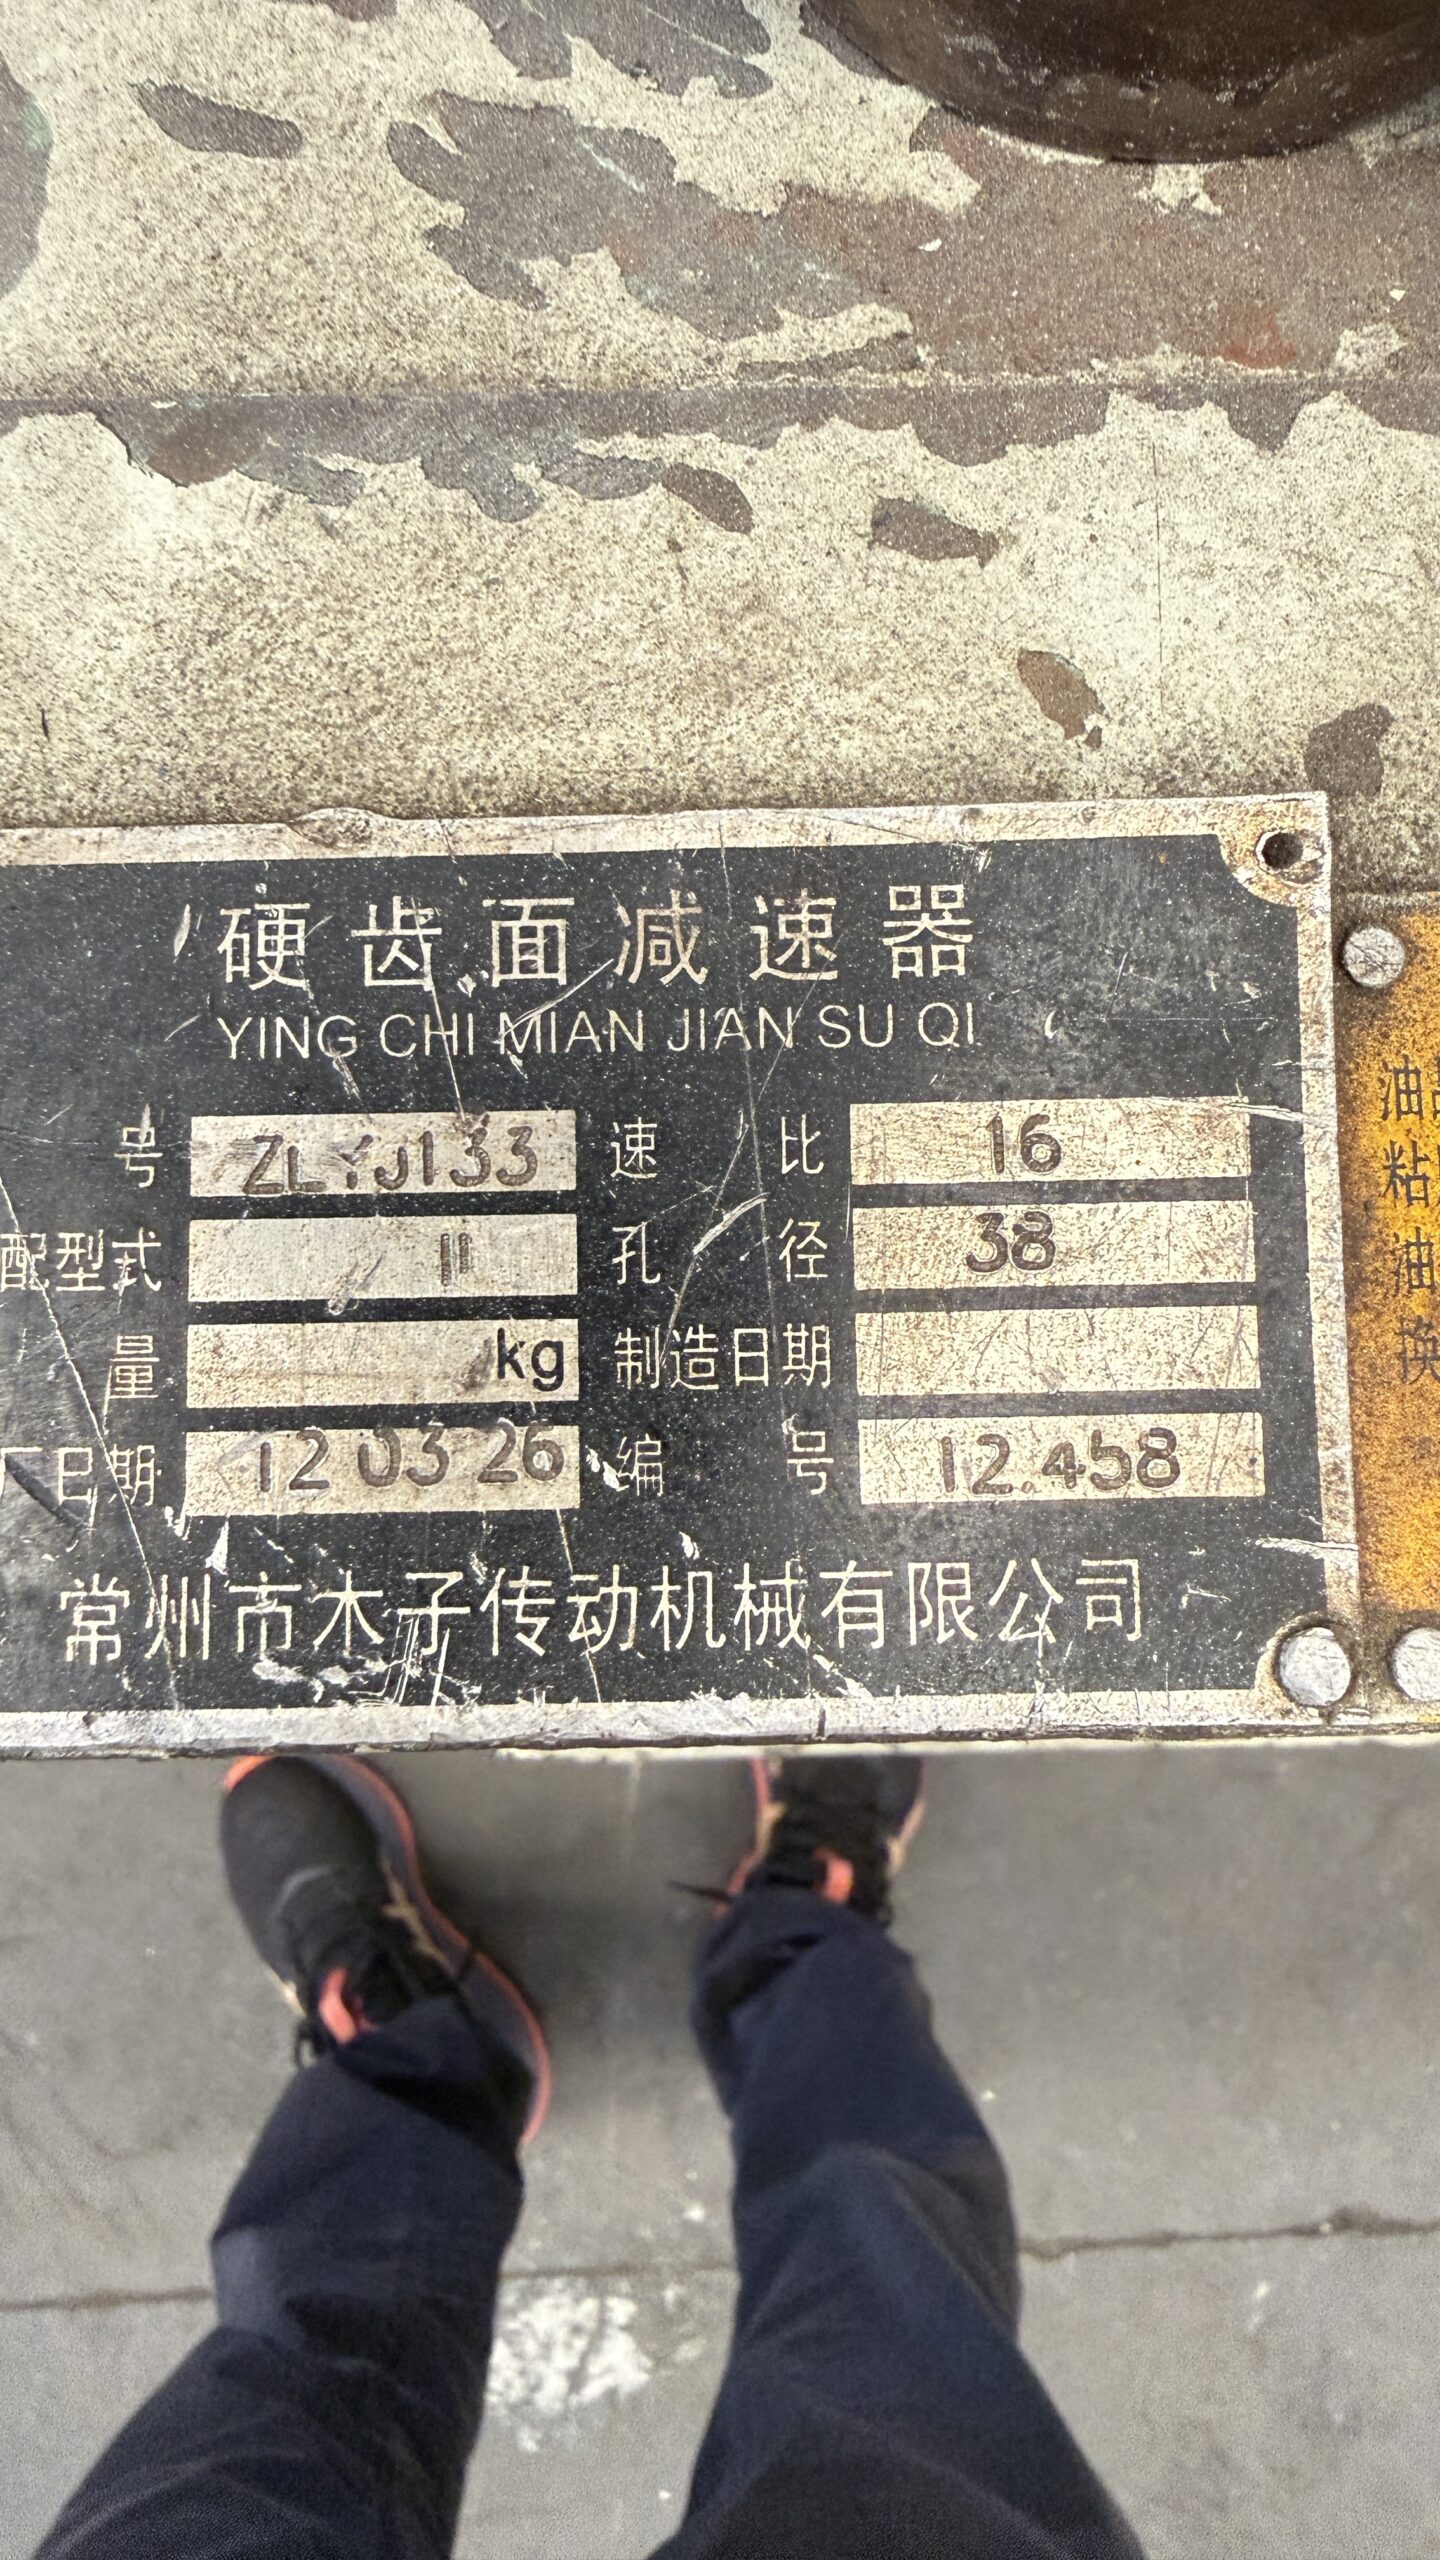 硬齿面减速器
YING CHI MIAN JIAN SU QI
号 ZLYJ133 速比 16
配型式 II 孔径 38
量 kg 制造日期
厂日期 12 03 26 编号 12.458
常州市木子传动机械有限公司
油
粘
油
换